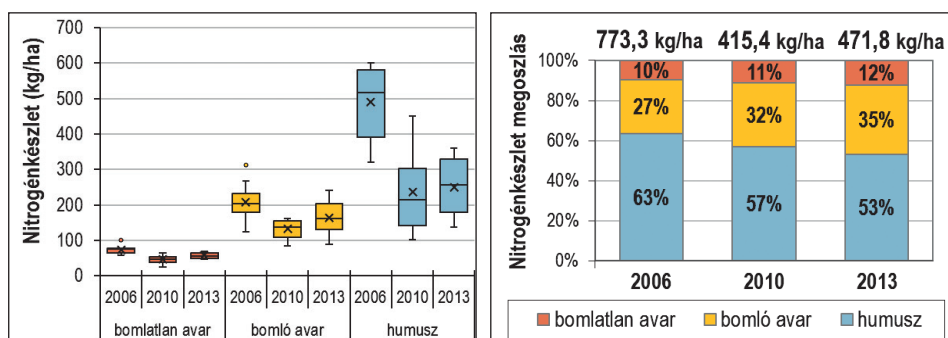 Nitrogénkészlet (kg/ha)
700
600
500
400
300
200
100
0
2006 2010 2013 2006 2010 2013 2006 2010 2013
bomlatlan avar bomló avar humusz
Nitrogénkészlet megoszlás
773,3 kg/ha 415,4 kg/ha 471,8 kg/ha
100%
80%
60%
40%
20%
0%
10% 11% 12%
27% 32% 35%
63% 57% 53%
2006 2010 2013
bomlatlan avar bomló avar humusz